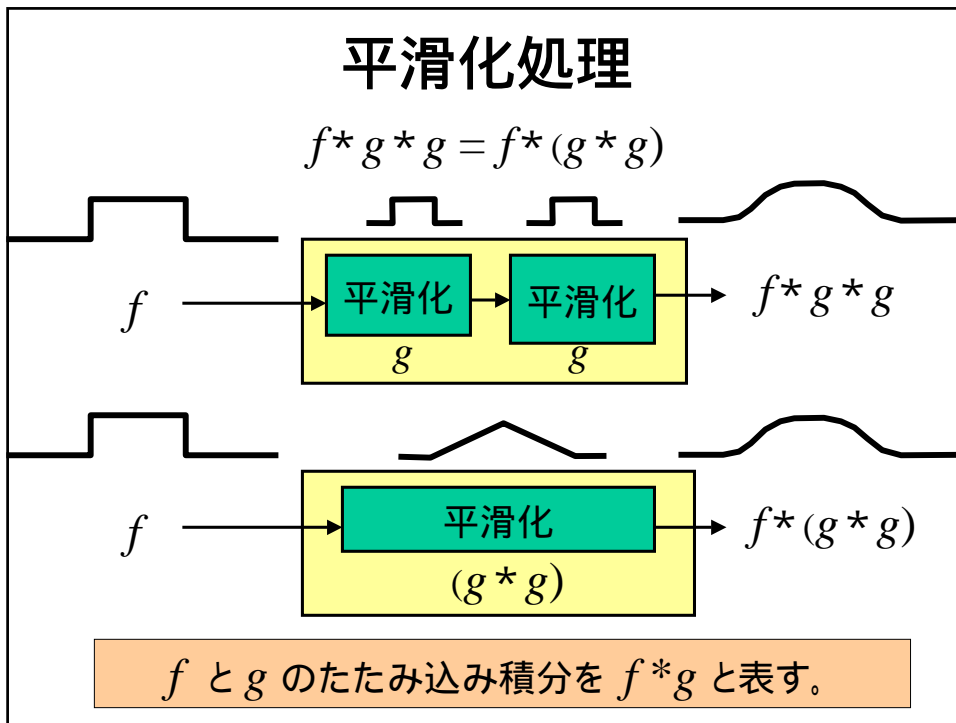 平滑化処理
f * g * g = f * (g * g)
f 平滑化 平滑化 f * g * g
g g
f 平滑化 f * (g * g)
(g * g)
f と g のたたみ込み積分を f * g と表す。